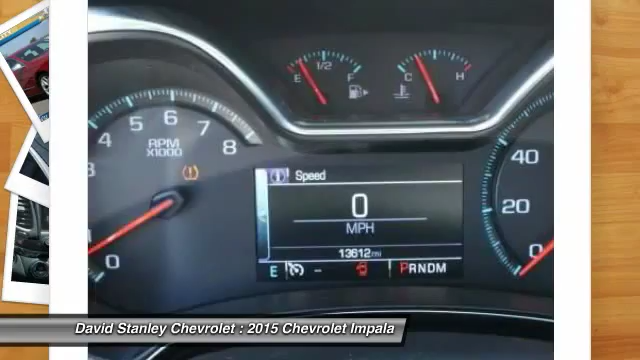 E 1/2 F
C H
4 5 6 7 8
RPM
X1000
0
Speed
0
MPH
13612mi
E - PRNDM
40
20
0
David Stanley Chevrolet : 2015 Chevrolet Impala